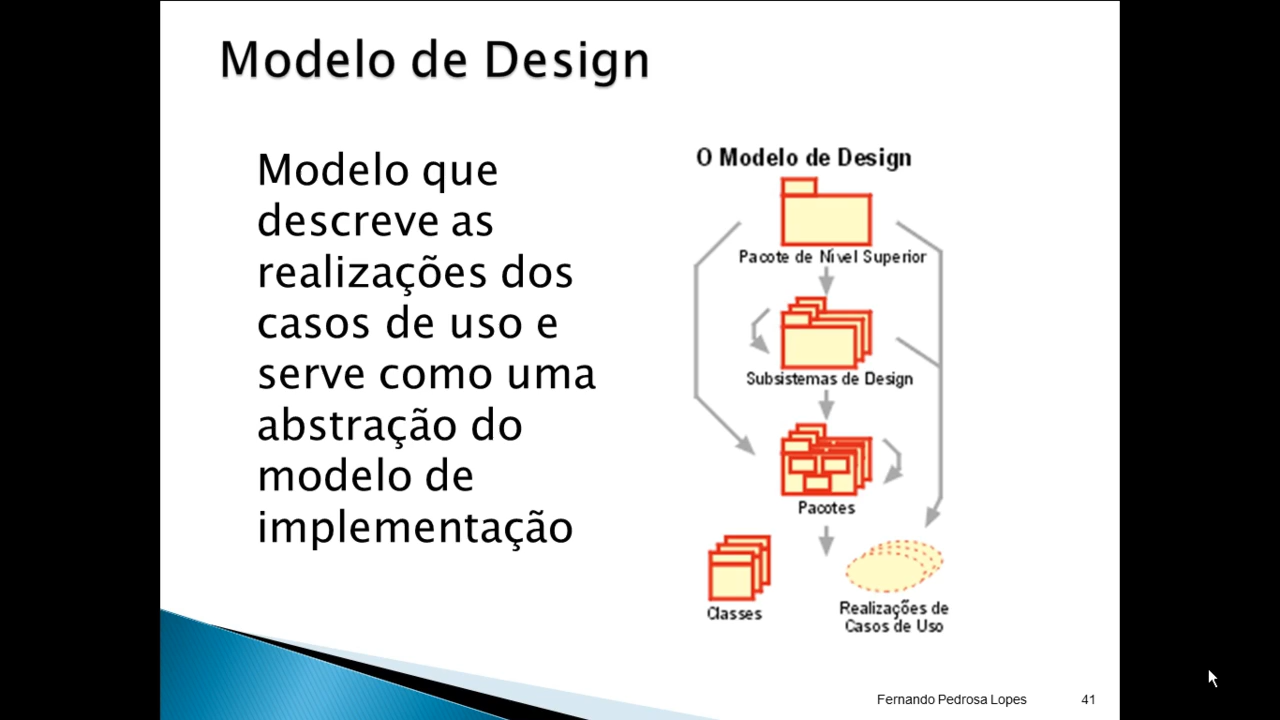 Modelo de Design
Modelo que
descreve as
realizações dos
casos de uso e
serve como uma
abstração do
modelo de
implementação
O Modelo de Design
Pacote de Nível Superior
Subsistemas de Design
Pacotes
Classes
Realizações de
Casos de Uso
Fernando Pedrosa Lopes
41